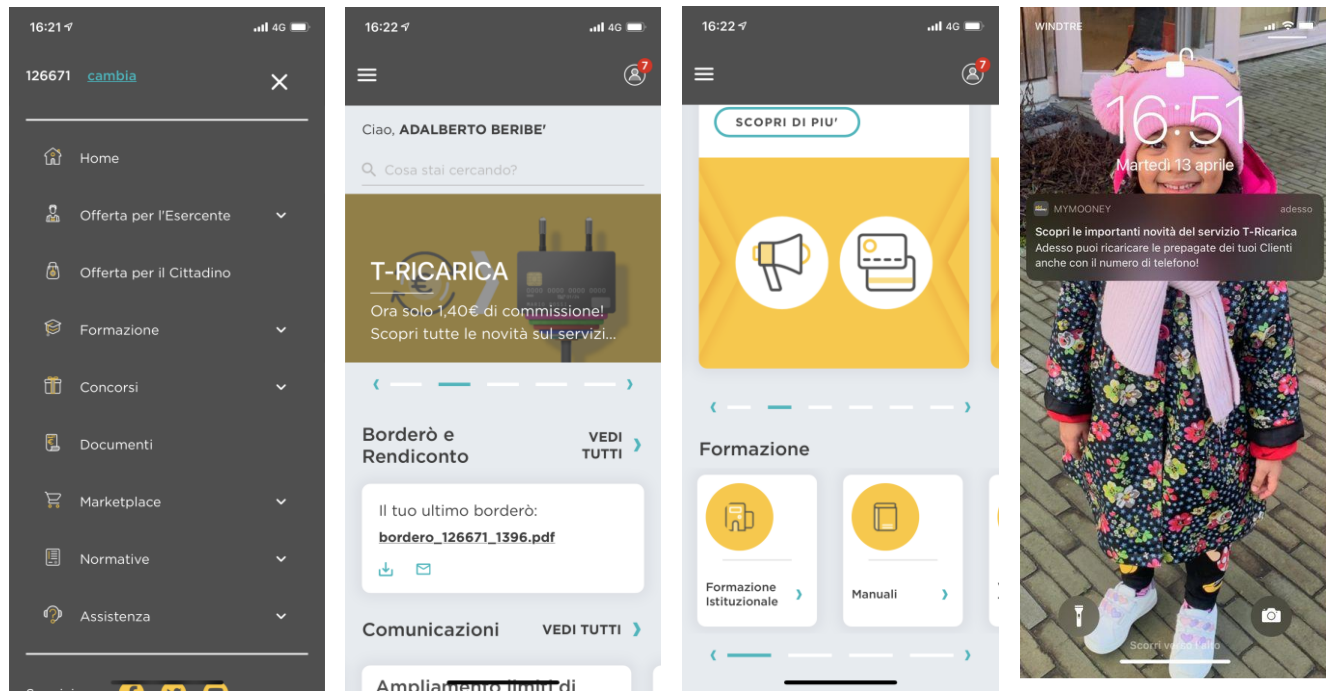 16:21
4G
126671 cambia
Home
Offerta per l'Esercente
Offerta per il Cittadino
Formazione
Concorsi
Documenti
Marketplace
Normative
Assistenza
16:22
4G
7
Ciao, ADALBERTO BERIBE'
Cosa stai cercando?
T-RICARICA
Ora solo 1,40€ di commissione!
Scopri tutte le novità sul servizi...
Borderò e
Rendiconto
VEDI
TUTTI
Il tuo ultimo borderò:
bordero_126671_1396.pdf
Comunicazioni
VEDI TUTTI
Ampliamento limiti di
16:22
4G
7
SCOPRI DI PIU'
Formazione
Formazione
Istituzionale
Manuali
WINDTRE
16:51
Martedì 13 aprile
MYMOONEY
adesso
Scopri le importanti novità del servizio T-Ricarica
Adesso puoi ricaricare le prepagate dei tuoi Clienti
anche con il numero di telefono!
Scorri verso l'alto